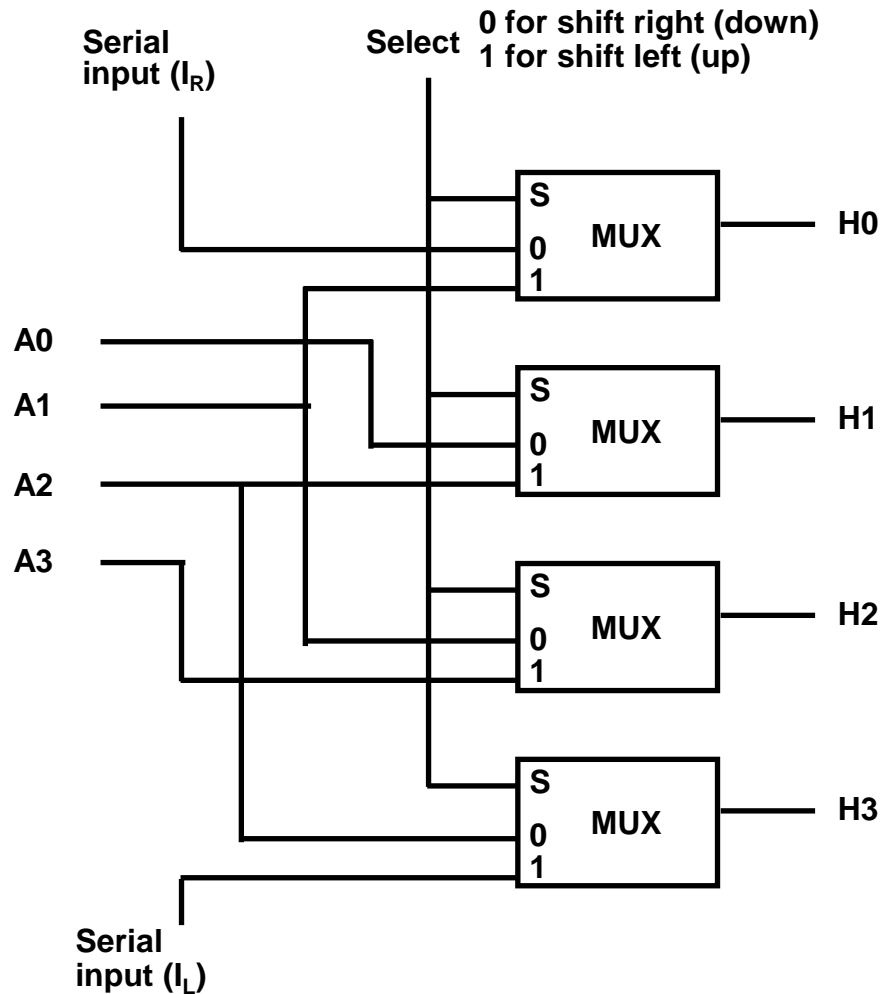 Serial
input (IR)
Select
0 for shift right (down)
1 for shift left (up)
S
MUX
0
1
H0
A0
A1
A2
A3
S
MUX
0
1
H1
S
MUX
0
1
H2
S
MUX
0
1
H3
Serial
input (IL)